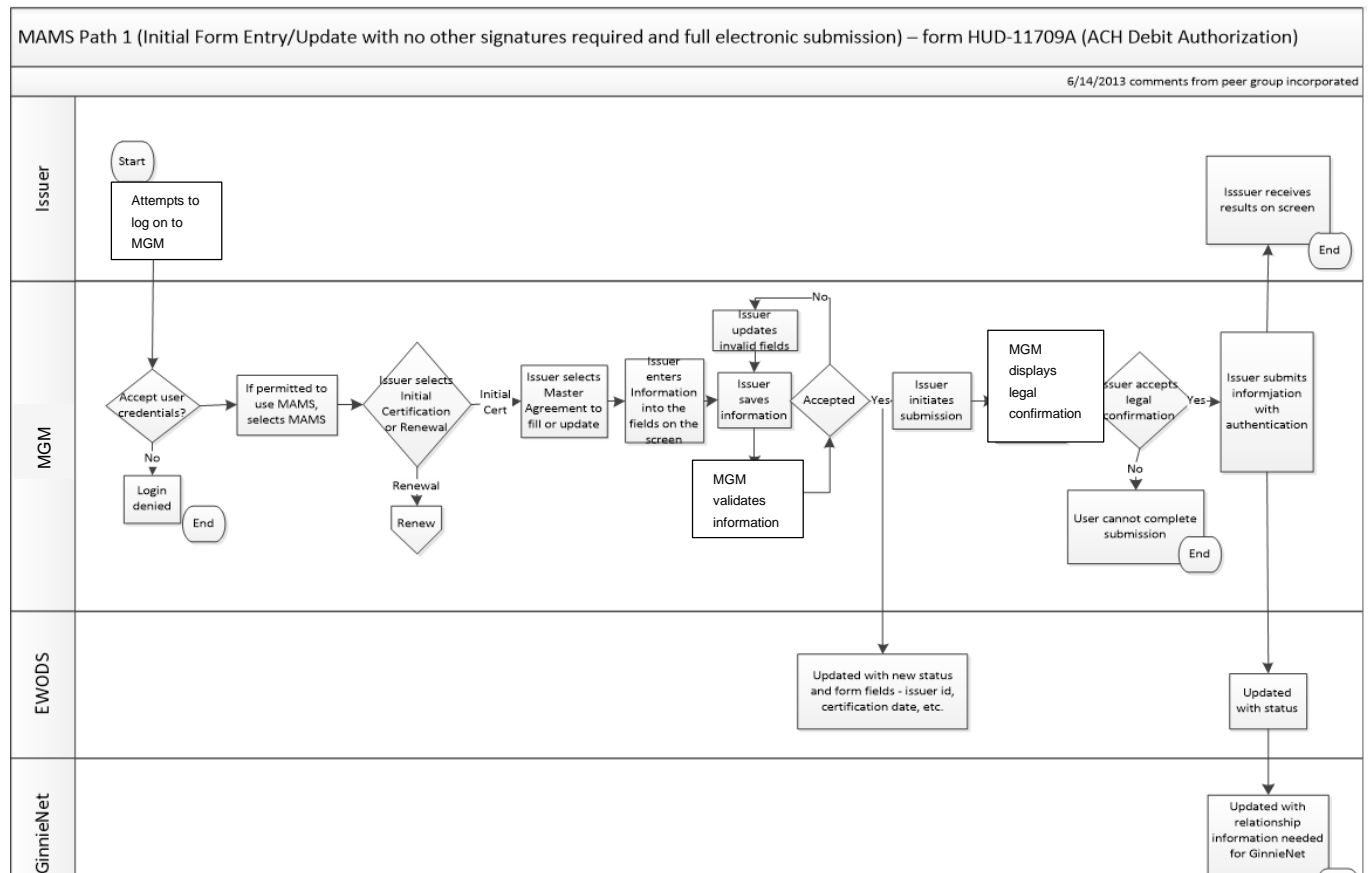 MAMS Path 1 (Initial Form Entry/Update with no other signatures required and full electronic submission) – form HUD-11709A (ACH Debit Authorization)
6/14/2013 comments from peer group incorporated
Issuer
Start
Attempts to
log on to
MGM
Isssuer receives
results on screen
End
MGM
Accept user
credentials?
No
Login
denied
End
If permitted to
use MAMS,
selects MAMS
Issuer selects
Initial
Certification
or Renewal
Initial
Cert
Renewal
Renew
Issuer selects
Master
Agreement to
fill or update
Issuer
enters
Information
into the
fields on the
screen
No
Issuer
updates
invalid fields
Issuer
saves
information
MGM
validates
information
Accepted
Yes
Issuer
initiates
submission
MGM
displays
legal
confirmation
Issuer accepts
legal
confirmation
Yes
No
User cannot complete
submission
End
Issuer submits
informjation
with
authentication
EWODS
Updated with new status
and form fields - issuer id,
certification date, etc.
Updated
with status
GinnieNet
Updated with
relationship
information needed
for GinnieNet